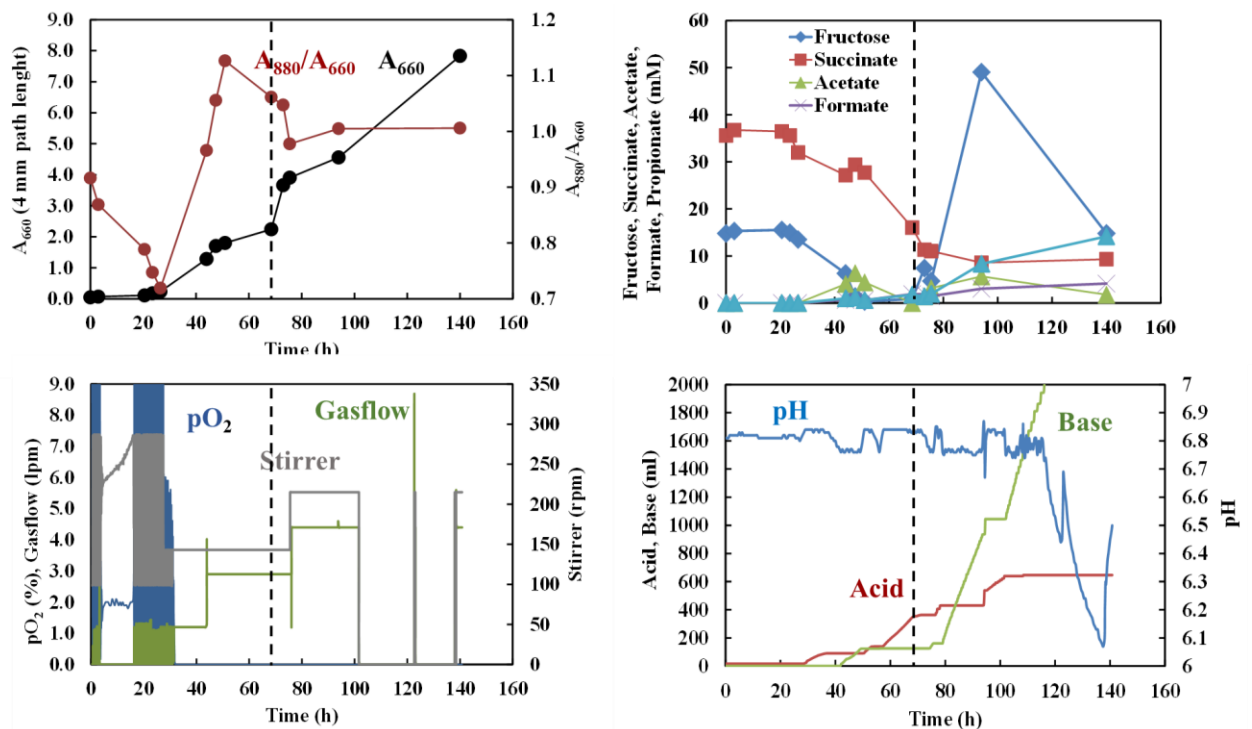 A660 (4 mm path lenght)
9.0
8.0
7.0
6.0
5.0
4.0
3.0
2.0
1.0
0.0
A880/A660 A660
1.2
1.1
1.0
0.9
0.8
0.7
A880/A660
0 20 40 60 80 100 120 140 160
Time (h)
Fructose, Succinate, Acetate,
Formate, Propionate (mM)
60
50
40
30
20
10
0
Fructose
Succinate
Acetate
Formate
0 20 40 60 80 100 120 140 160
Time (h)
pO2 (%), Gasflow (lpm)
9.0
8.0
7.0
6.0
5.0
4.0
3.0
2.0
1.0
0.0
pO2
Gasflow
Stirrer
350
300
250
200
150
100
50
0
Stirrer (rpm)
0 20 40 60 80 100 120 140 160
Time (h)
Acid, Base (ml)
2000
1800
1600
1400
1200
1000
800
600
400
200
0
pH
Base
Acid
7
6.9
6.8
6.7
6.6
6.5
6.4
6.3
6.2
6.1
6
pH
0 20 40 60 80 100 120 140 160
Time (h)